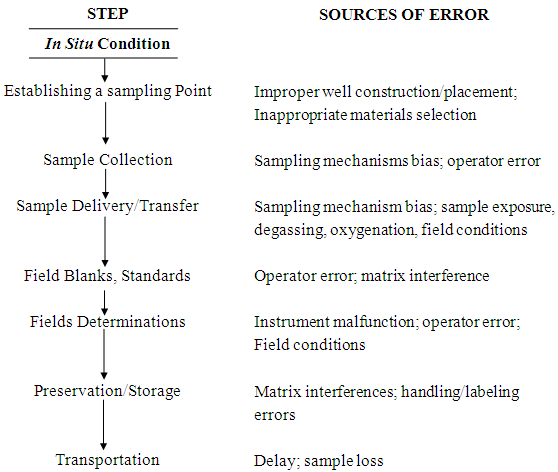 STEP SOURCES OF ERROR
In Situ Condition
Establishing a sampling Point Improper well construction/placement;
Inappropriate materials selection
Sample Collection Sampling mechanisms bias; operator error
Sample Delivery/Transfer Sampling mechanism bias; sample exposure,
degassing, oxygenation, field conditions
Field Blanks, Standards Operator error; matrix interference
Fields Determinations Instrument malfunction; operator error;
Field conditions
Preservation/Storage Matrix interferences; handling/labeling
errors
Transportation Delay; sample loss